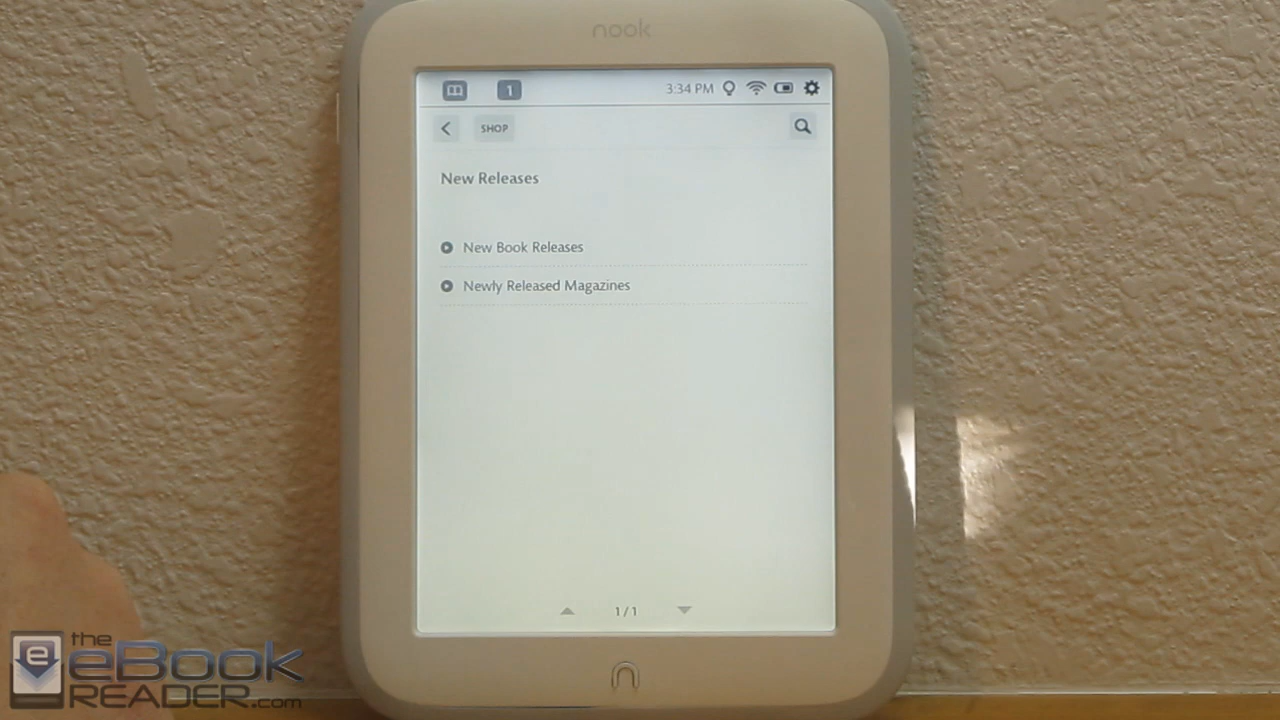 nook
1 3:34 PM
SHOP
New Releases
New Book Releases
Newly Released Magazines
1/1
n
the
eBook
READER.com